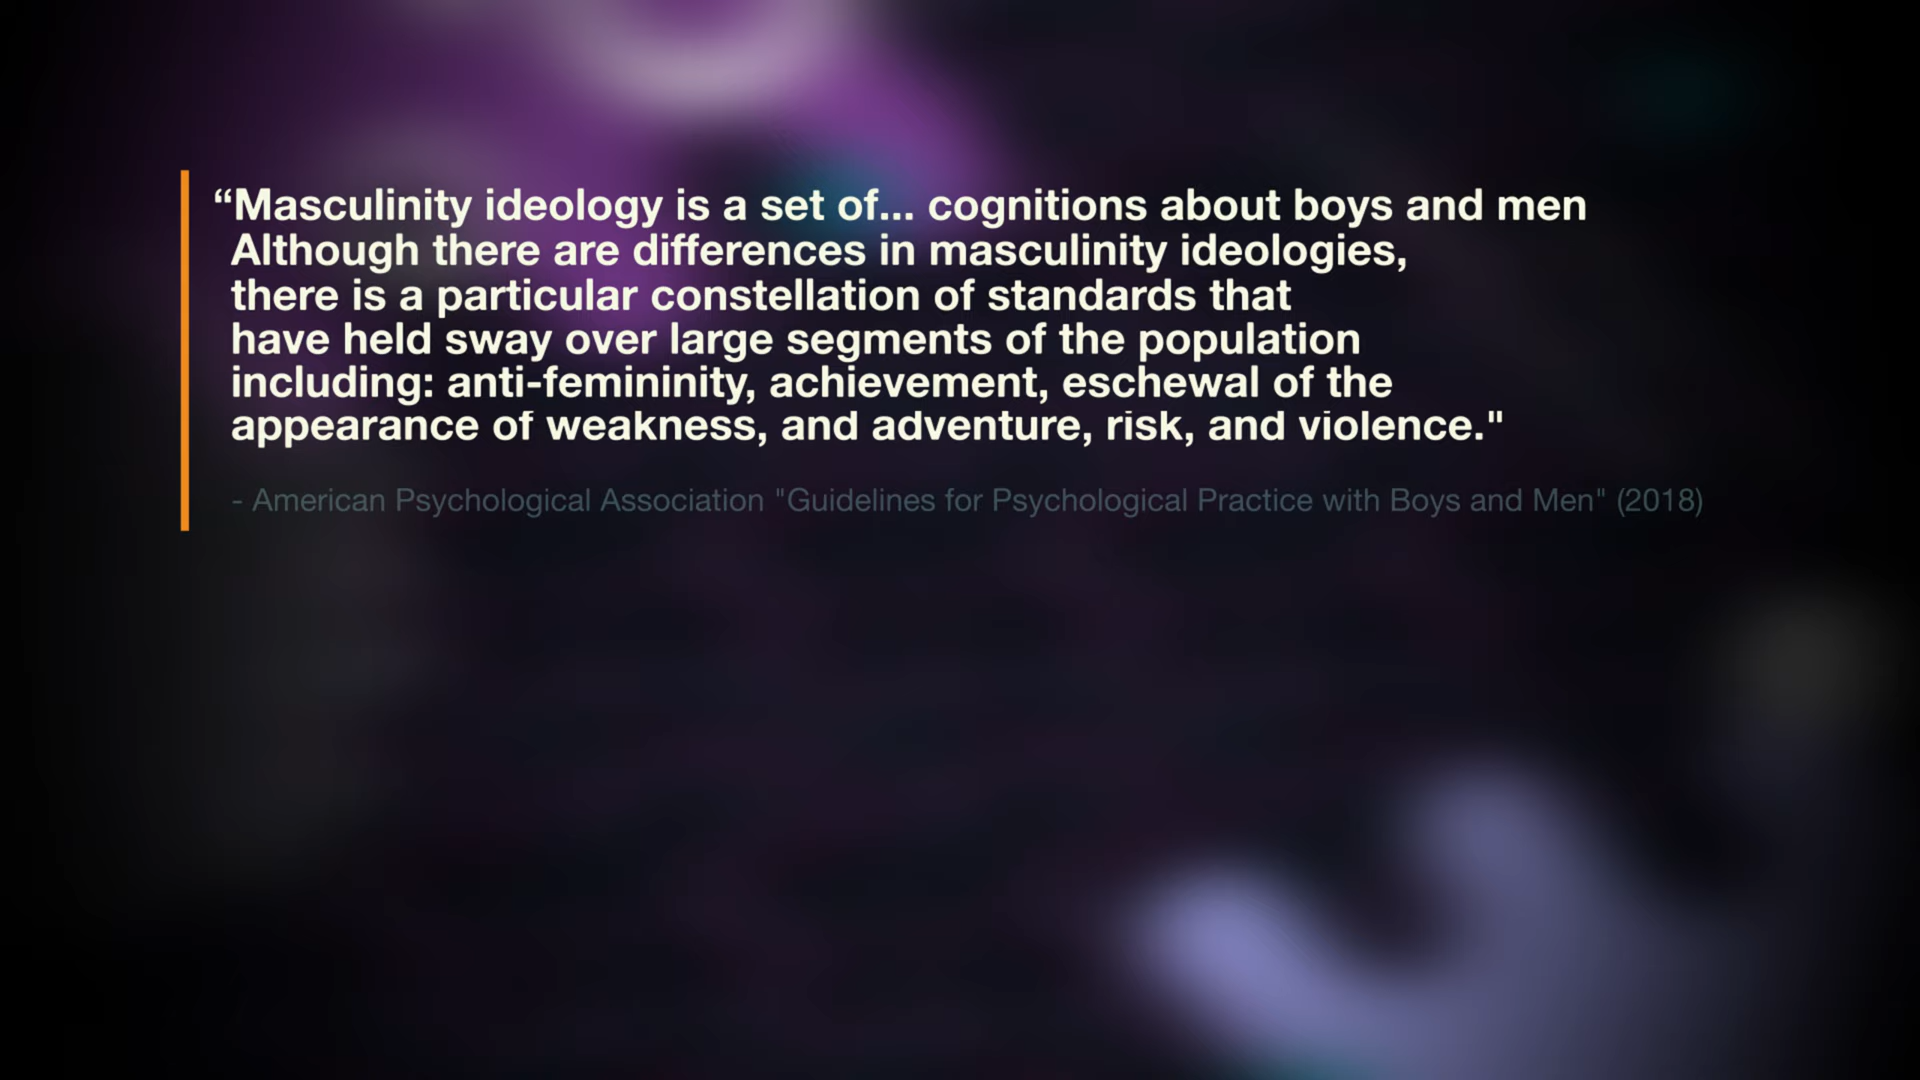 “Masculinity ideology is a set of... cognitions about boys and men
Although there are differences in masculinity ideologies,
there is a particular constellation of standards that
have held sway over large segments of the population
including: anti-femininity, achievement, eschewal of the
appearance of weakness, and adventure, risk, and violence."
- American Psychological Association "Guidelines for Psychological Practice with Boys and Men" (2018)